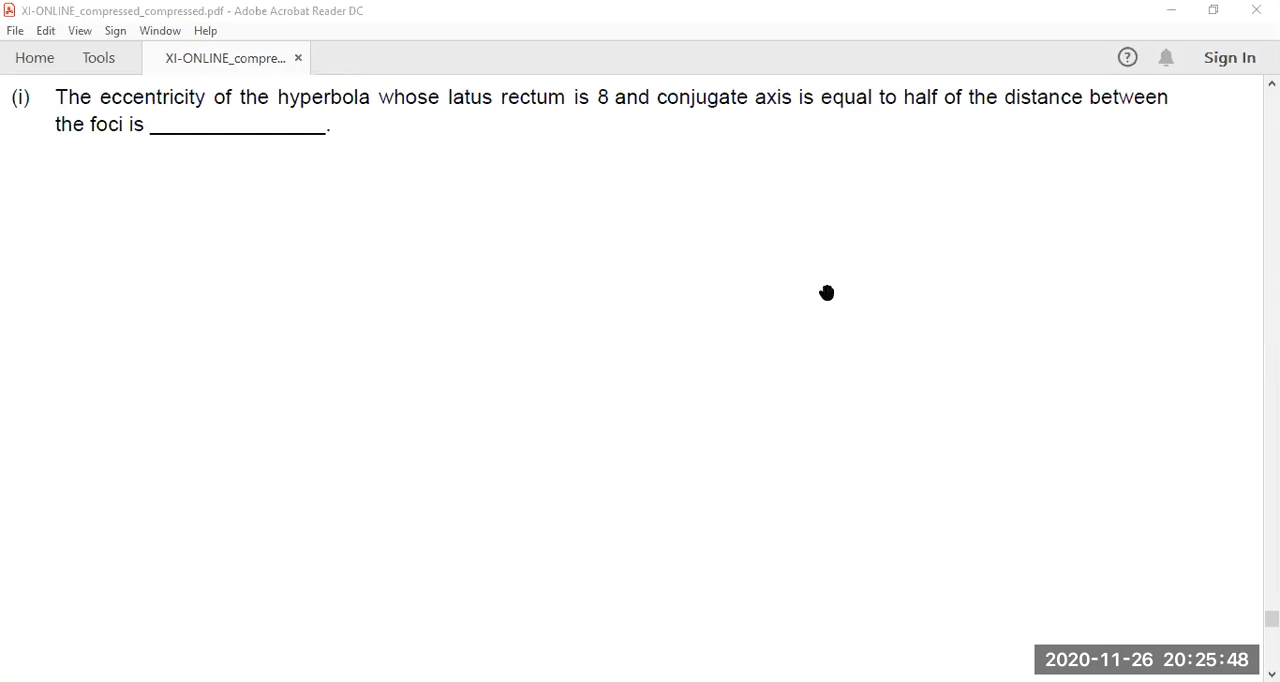 XI-ONLINE_compressed_compressed.pdf - Adobe Acrobat Reader DC
File Edit View Sign Window Help
Home Tools XI-ONLINE_compre... × ? Sign In
(i) The eccentricity of the hyperbola whose latus rectum is 8 and conjugate axis is equal to half of the distance between
the foci is ________________.
2020-11-26 20:25:48